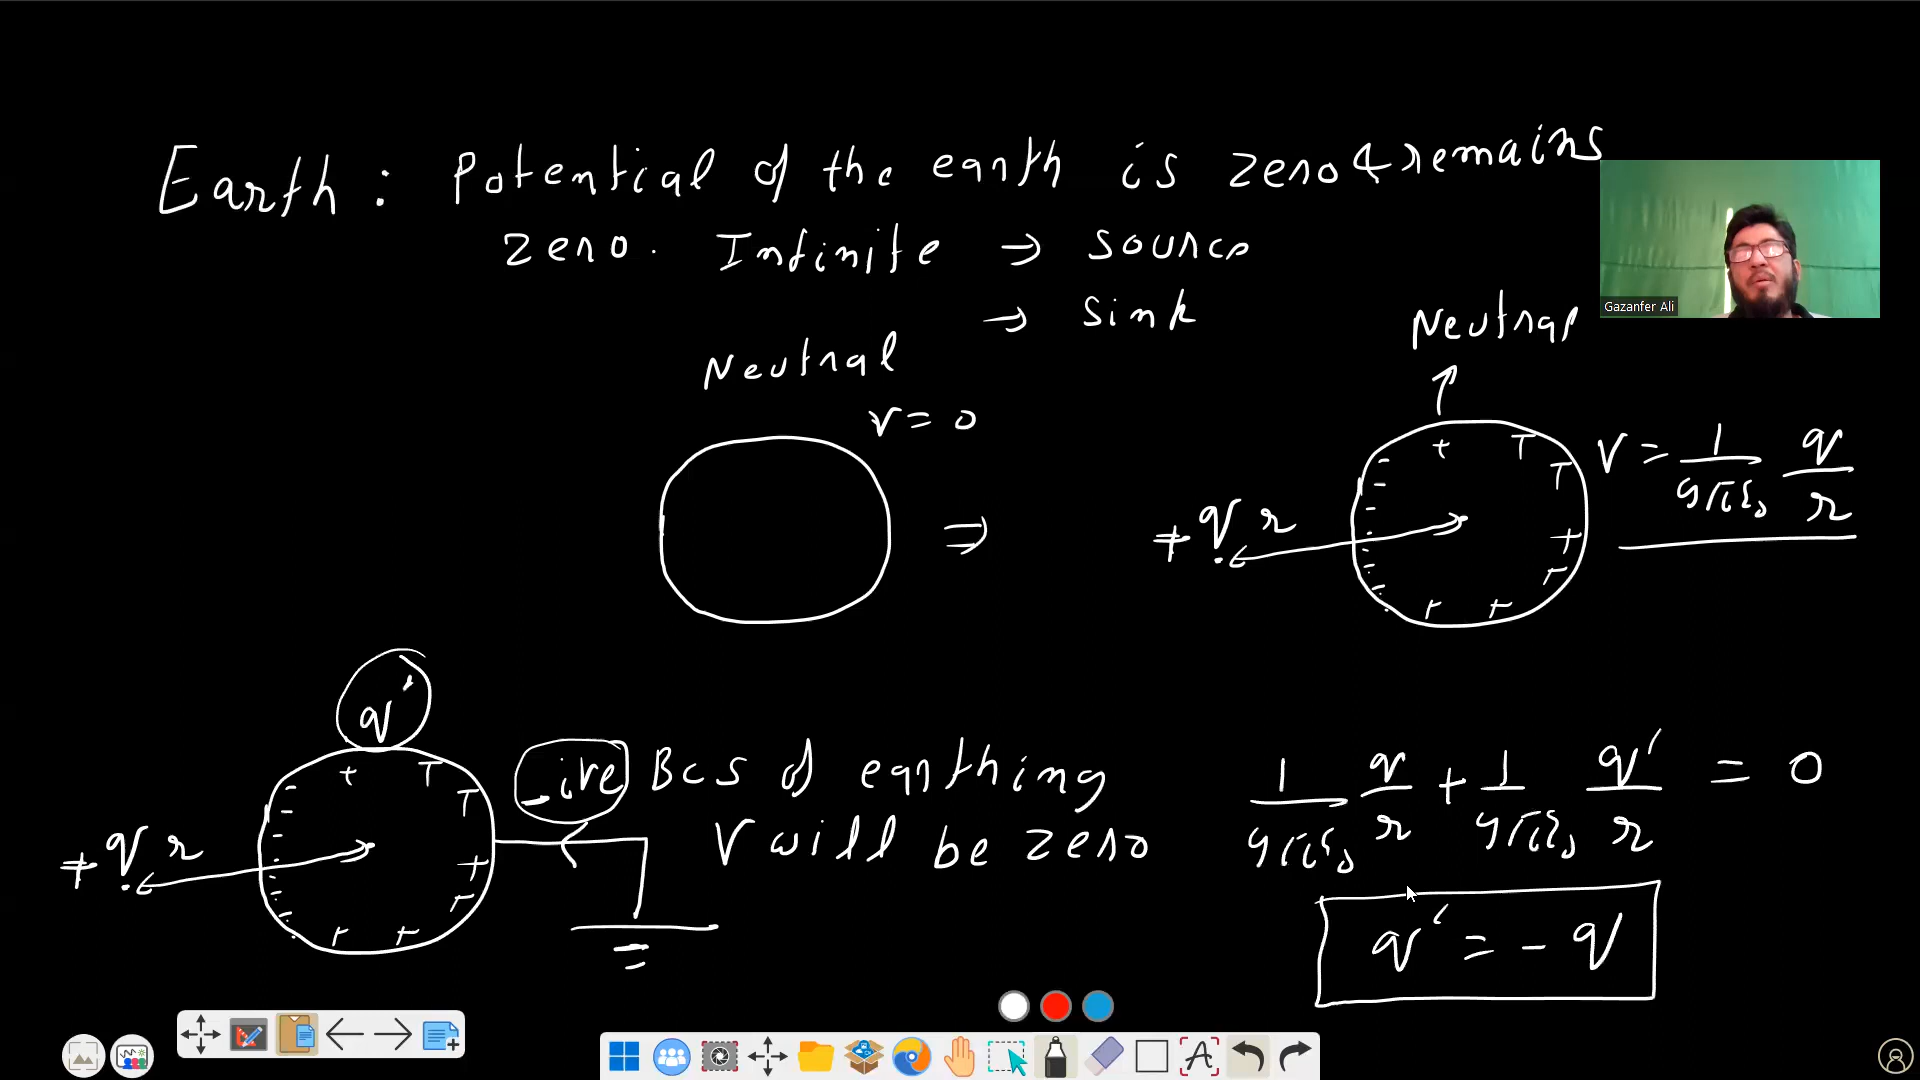 Earth : Potential of the earth is zero & remains
zero. Infinite ⇒ source
→ Sink
Gazanfer Ali
Neutral
V = 0
⇒
Neutral
+q r
V = 1/4πε₀ q/r
q'
+q r
-ive Bcs of earthing
V will be zero
1/4πε₀ q/r + 1/4πε₀ q'/r = 0
q' = - q